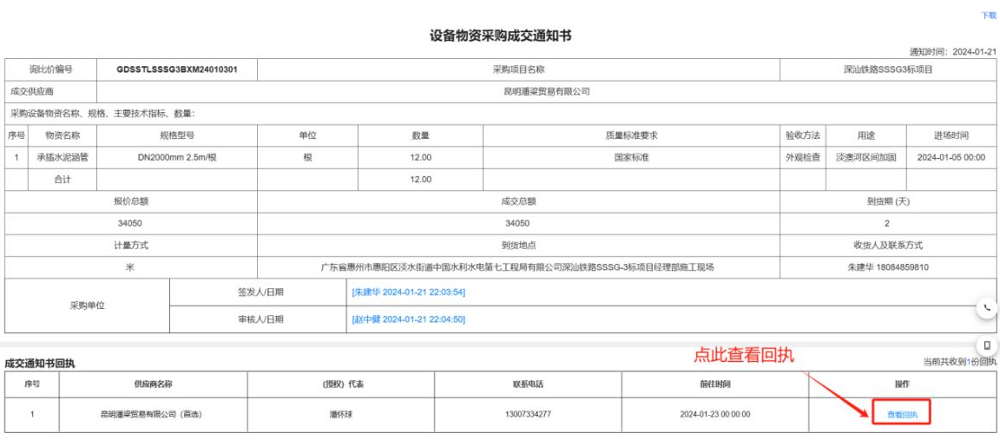 下载
设备物资采购成交通知书
通知时间：2024-01-21
询比价编号 GDSSTLSSSG3BXM24010301 采购项目名称 深汕铁路SSSG3标项目
成交供应商 昆明潘梁贸易有限公司
采购设备物资名称、规格、主要技术指标、数量：
序号 物资名称 规格型号 单位 数量 质量标准要求 验收方法 用途 进场时间
1 承插水泥涵管 DN2000mm 2.5m/根 根 12.00 国家标准 外观检查 淡澳河区间加固 2024-01-05 00:00
合计 12.00
报价总额 成交总额 到货期 (天)
34050 34050 2
计量方式 到货地点 收货人及联系方式
米 广东省惠州市惠阳区淡水街道中国水利水电第七工程局有限公司深汕铁路SSSG-3标项目经理部施工现场 朱建华 18084859810
采购单位 签发人/日期 [朱建华 2024-01-21 22:03:54]
审核人/日期 [赵中健 2024-01-21 22:04:50]
点此查看回执
成交通知书回执 当前共收到1份回执
序号 供应商名称 (授权) 代表 联系电话 前往时间 操作
1 昆明潘梁贸易有限公司 (首选) 潘怀球 13007334277 2024-01-23 00:00:00 查看回执